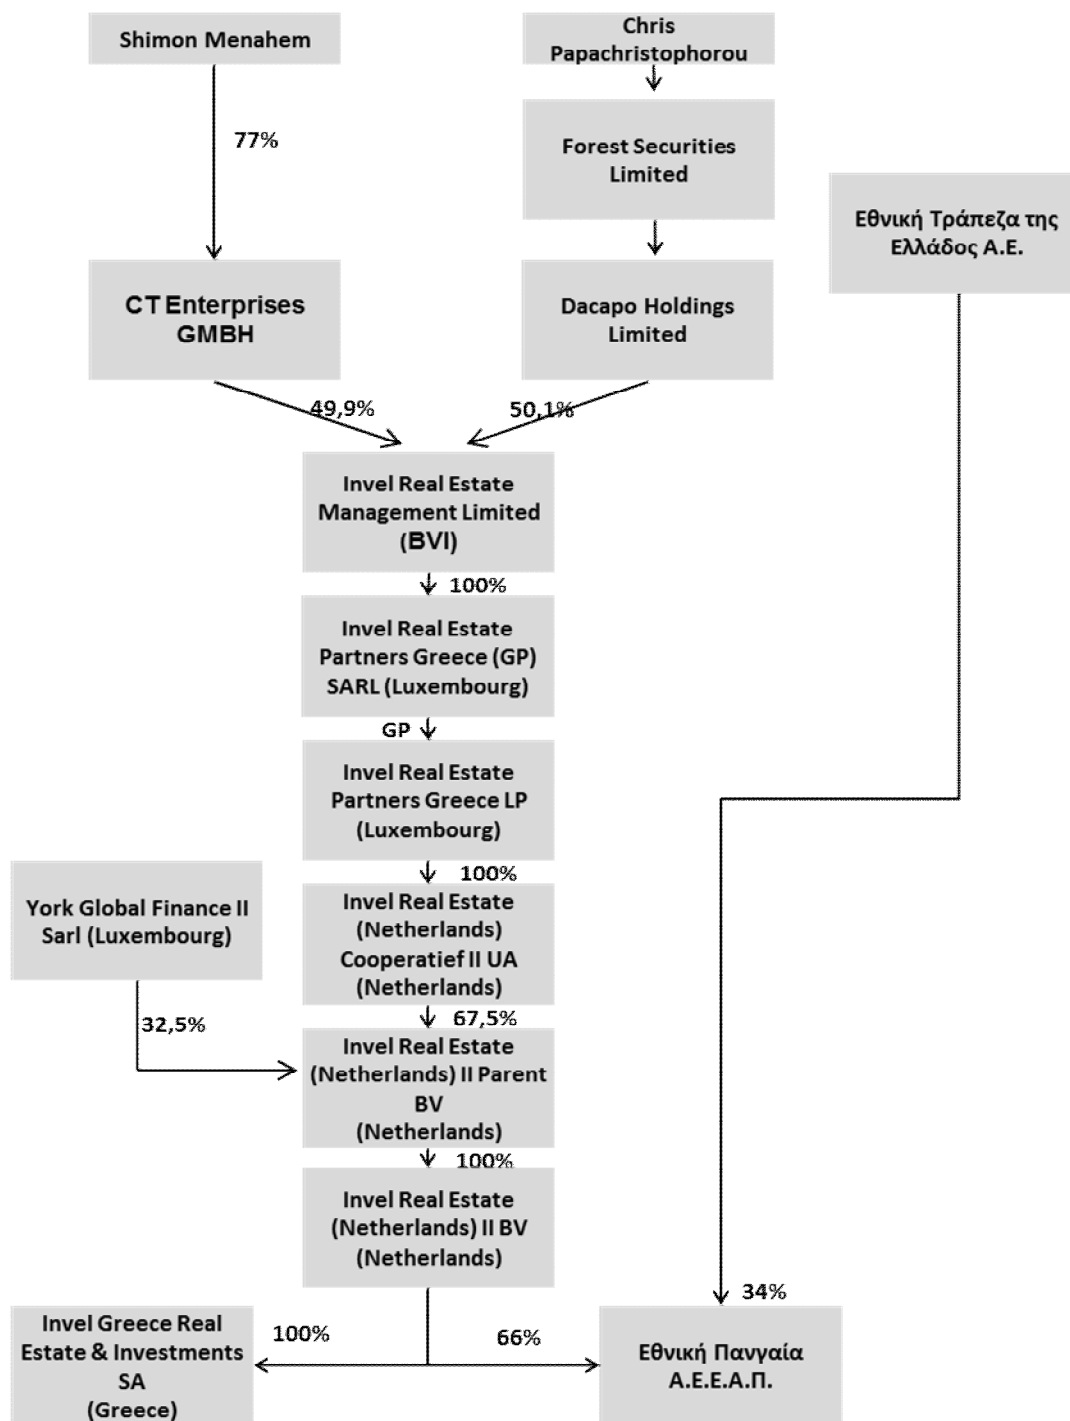 Shimon Menahem
Chris
Papachristophorou
77%
Forest Securities
Limited
Εθνική Τράπεζα της
Ελλάδος Α.Ε.
CT Enterprises
GMBH
Dacapo Holdings
Limited
49,9%
50,1%
Invel Real Estate
Management Limited
(BVI)
100%
Invel Real Estate
Partners Greece (GP)
SARL (Luxembourg)
GP
Invel Real Estate
Partners Greece LP
(Luxembourg)
100%
York Global Finance II
Sarl (Luxembourg)
Invel Real Estate
(Netherlands)
Cooperatief II UA
(Netherlands)
32,5%
67,5%
Invel Real Estate
(Netherlands) II Parent
BV
(Netherlands)
100%
Invel Real Estate
(Netherlands) II BV
(Netherlands)
34%
Invel Greece Real
Estate & Investments
SA
(Greece)
100%
66%
Εθνική Πανγαία
Α.Ε.Ε.Α.Π.